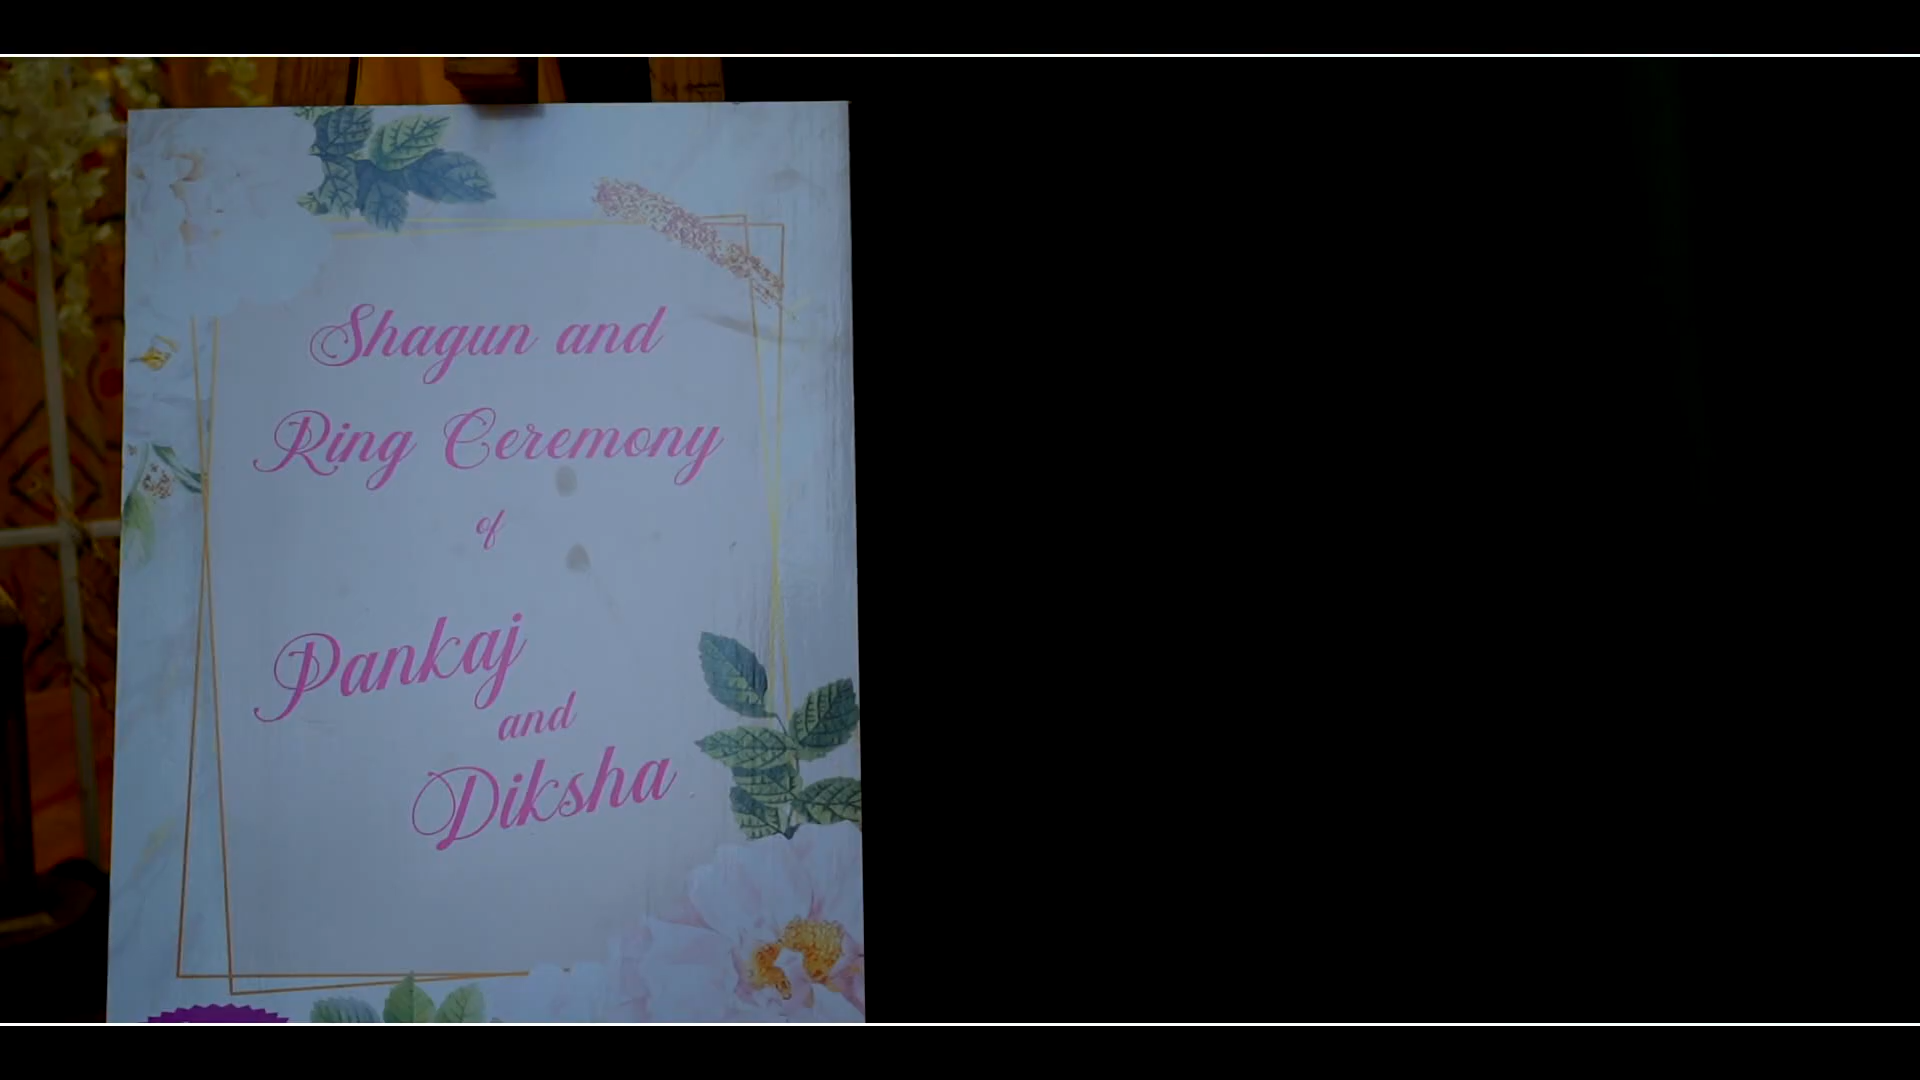 Shagun and
Ring Ceremony
of
Pankaj
and
Diksha